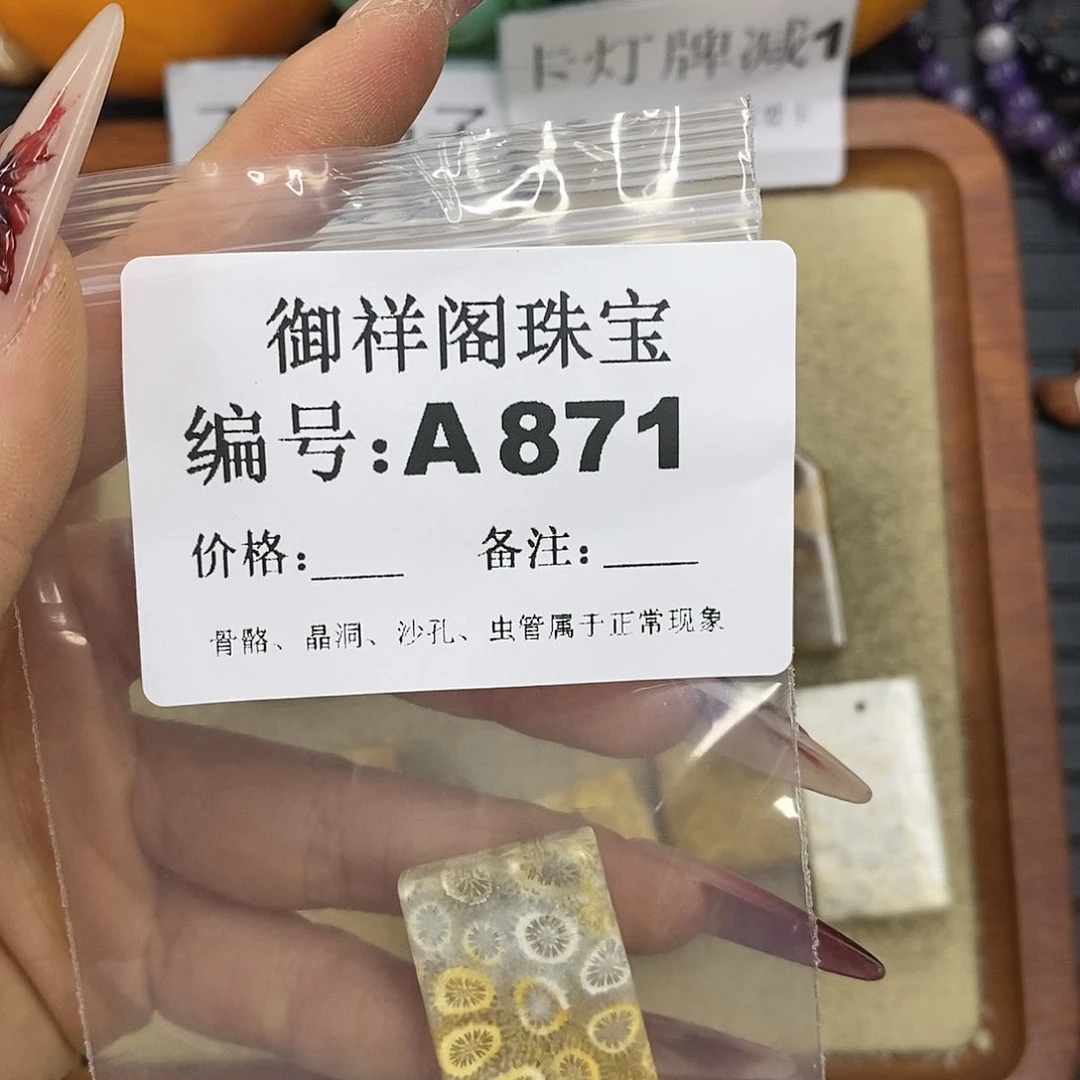 卡灯牌减1
御祥阁珠宝
编号:A871
价格:____ 备注:____
骨骼、晶洞、沙孔、虫管属于正常现象